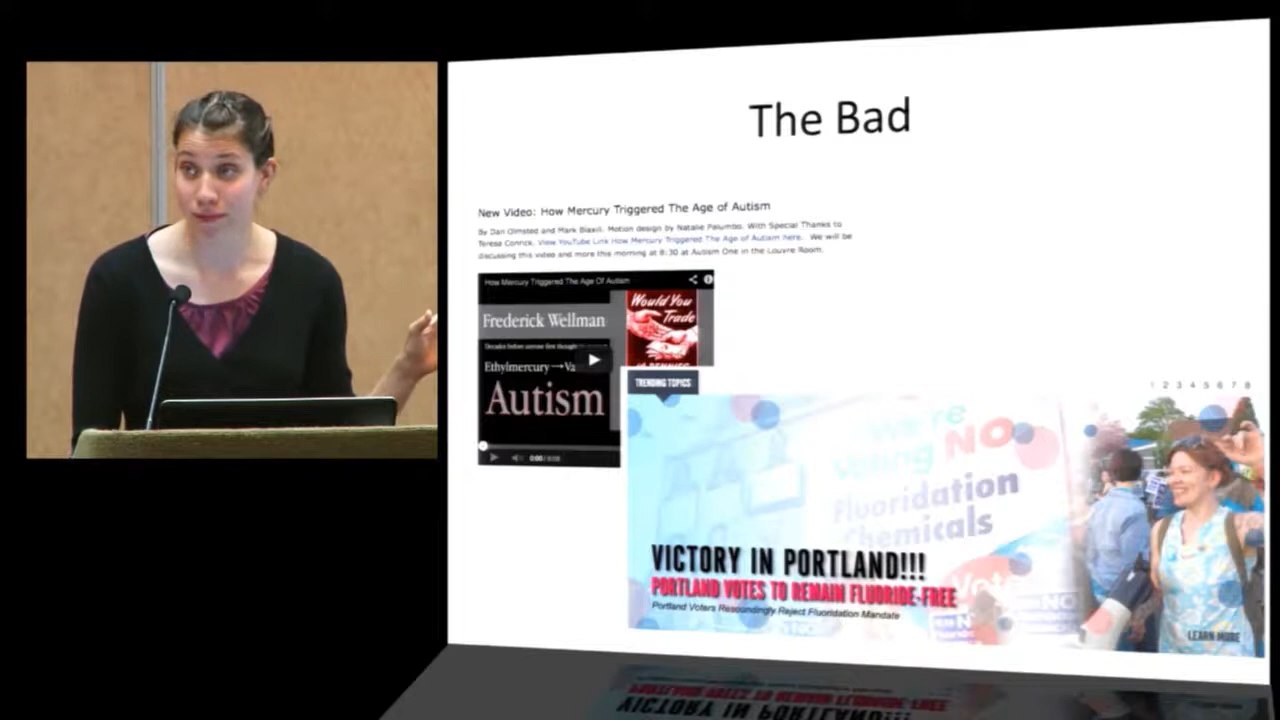 The Bad
New Video: How Mercury Triggered The Age of Autism
By Dan Olmsted and Mark Blaxill. Motion design by Natalie Palumbo. With Special Thanks to
Teresa Conrick. View YouTube Link How Mercury Triggered The Age of Autism here. We will be
discussing this video and more this morning at 8:30 at Autism One in the Louvre Room.
How Mercury Triggered The Age Of Autism
Frederick Wellman
Would You
Trade
Ethylmercury→Va
Autism
0:00
TRENDING TOPICS
1 2 3 4 5 6 7 8
We're
Voting NO
Fluoridation
Chemicals
VICTORY IN PORTLAND!!!
PORTLAND VOTES TO REMAIN FLUORIDE-FREE
Portland Voters Resoundingly Reject Fluoridation Mandate
Vote
NO
LEARN MORE